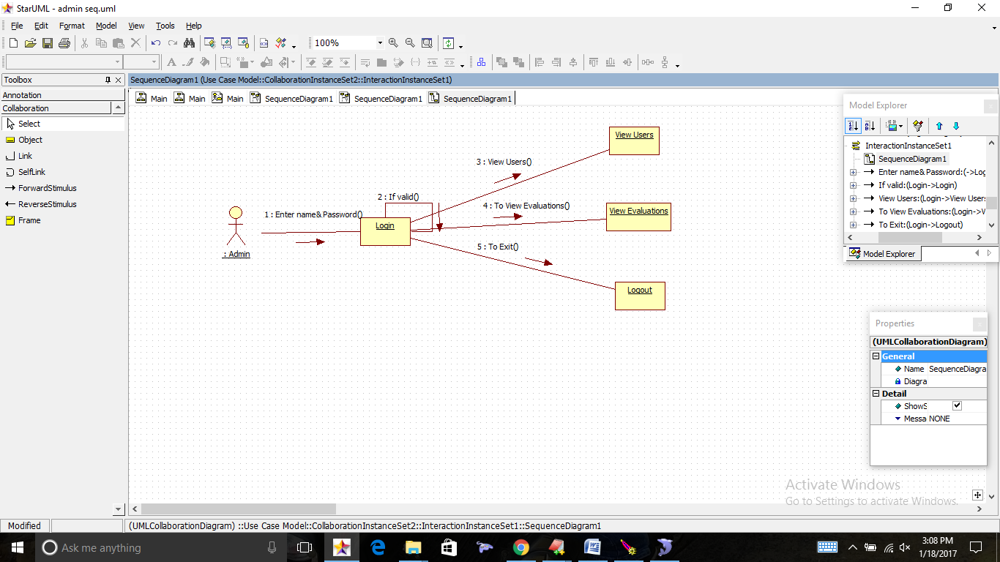 StarUML - admin seq.uml
File Edit Format Model View Tools Help
100%
Toolbox
SequenceDiagram1 (Use Case Model::CollaborationInstanceSet2::InteractionInstanceSet1)
Annotation
Collaboration
Main Main Main SequenceDiagram1 SequenceDiagram1 SequenceDiagram1
Select
Object
Link
SelfLink
ForwardStimulus
ReverseStimulus
Frame
View Users
3 : View Users()
2 : If valid()
4 : To View Evaluations()
1 : Enter name& Password()
View Evaluations
Login
5 : To Exit()
: Admin
Logout
Model Explorer
InteractionInstanceSet1
SequenceDiagram1
Enter name& Password:(->Log
If valid:(Login->Login)
View Users:(Login->View User
To View Evaluations:(Login->V
To Exit:(Login->Logout)
Model Explorer
Properties
(UMLCollaborationDiagram)
General
Name SequenceDiagra
Diagra
Detail
ShowS
Messa NONE
Activate Windows
Go to Settings to activate Windows.
Modified
(UMLCollaborationDiagram) ::Use Case Model::CollaborationInstanceSet2::InteractionInstanceSet1::SequenceDiagram1
Ask me anything
3:08 PM
1/18/2017